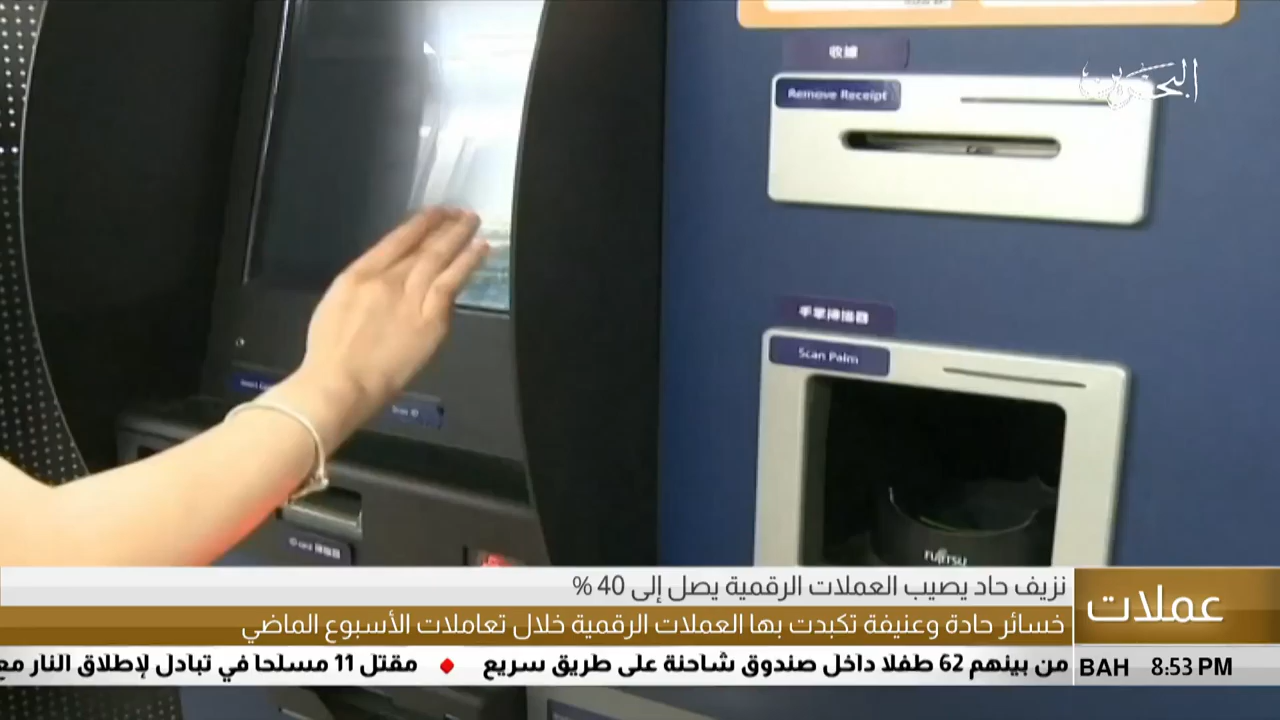 收據
Remove Receipt
البحرين
手掌掃描器
Scan Palm
FUJITSU
نزيف حاد يصيب العملات الرقمية يصل إلى 40 %
عملات
خسائر حادة وعنيفة تكبدت بها العملات الرقمية خلال تعاملات الأسبوع الماضي
من بينهم 62 طفلا داخل صندوق شاحنة على طريق سريع ♦ مقتل 11 مسلحا في تبادل لإطلاق النار مع
BAH 8:53 PM